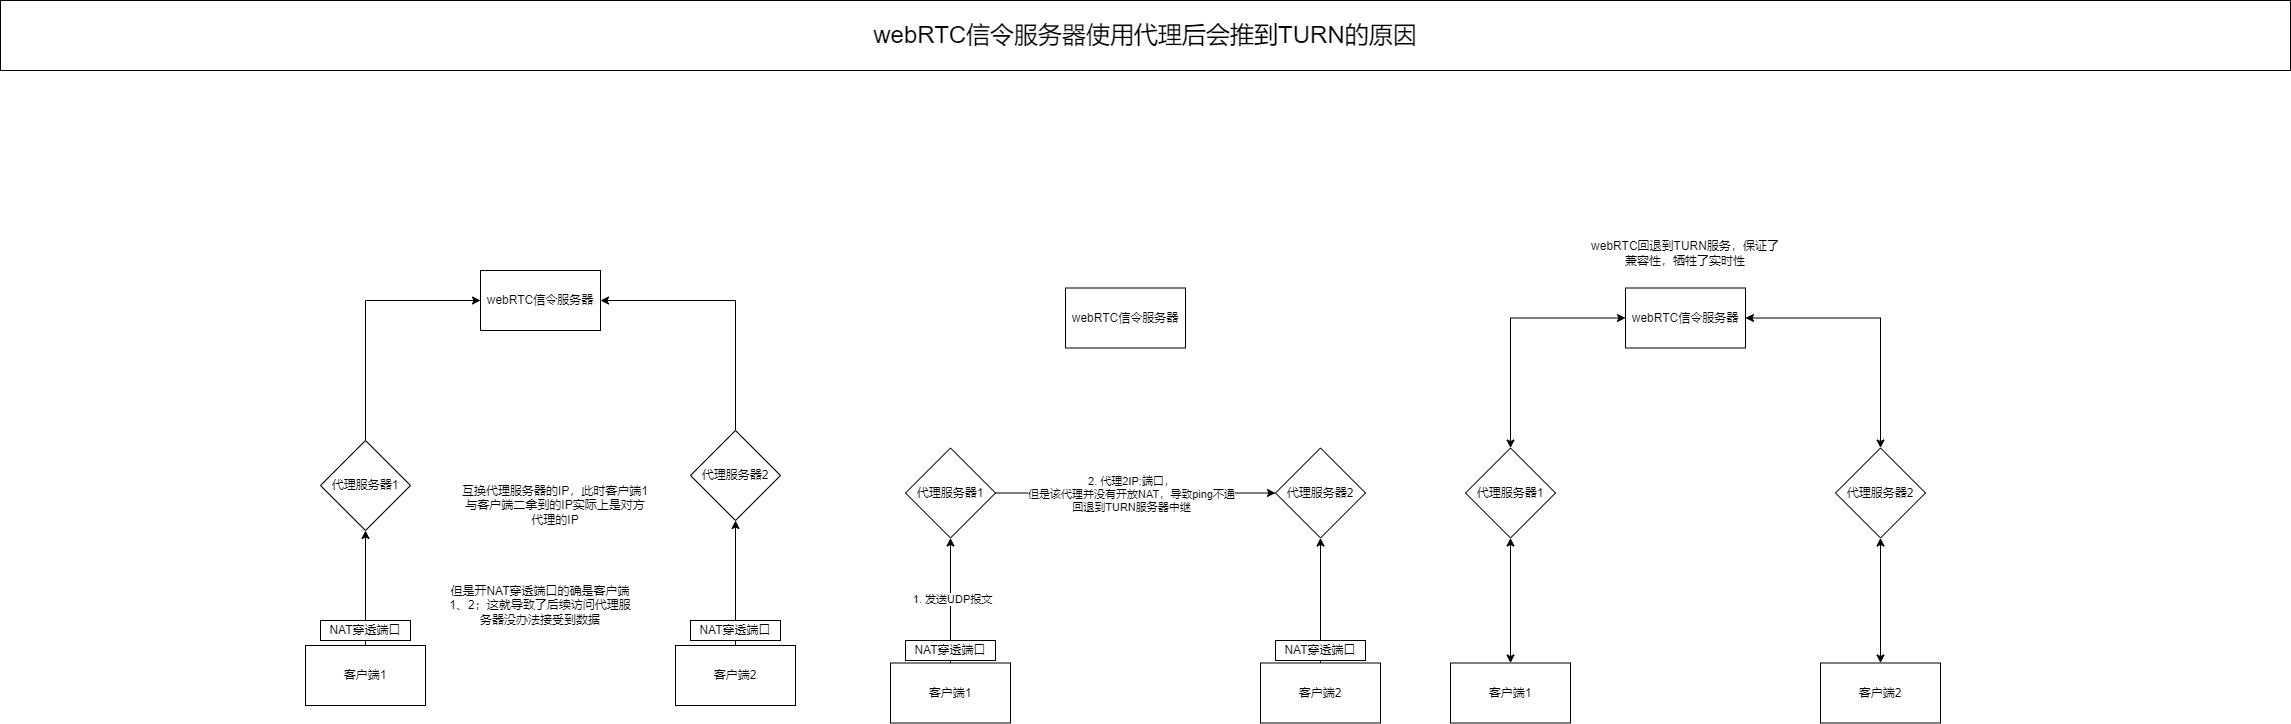 webRTC信令服务器使用代理后会推到TURN的原因
webRTC信令服务器
代理服务器1
代理服务器2
互换代理服务器的IP，此时客户端1
与客户端二拿到的IP实际上是对方
代理的IP
但是开NAT穿透端口的确是客户端
1、2；这就导致了后续访问代理服
务器没办法接受到数据
NAT穿透端口
NAT穿透端口
客户端1
客户端2
webRTC信令服务器
代理服务器1
2. 代理2IP:端口，
但是该代理并没有开放NAT，导致ping不通
回退到TURN服务器中继
代理服务器2
1. 发送UDP报文
NAT穿透端口
NAT穿透端口
客户端1
客户端2
webRTC回退到TURN服务，保证了
兼容性，牺牲了实时性
webRTC信令服务器
代理服务器1
代理服务器2
客户端1
客户端2